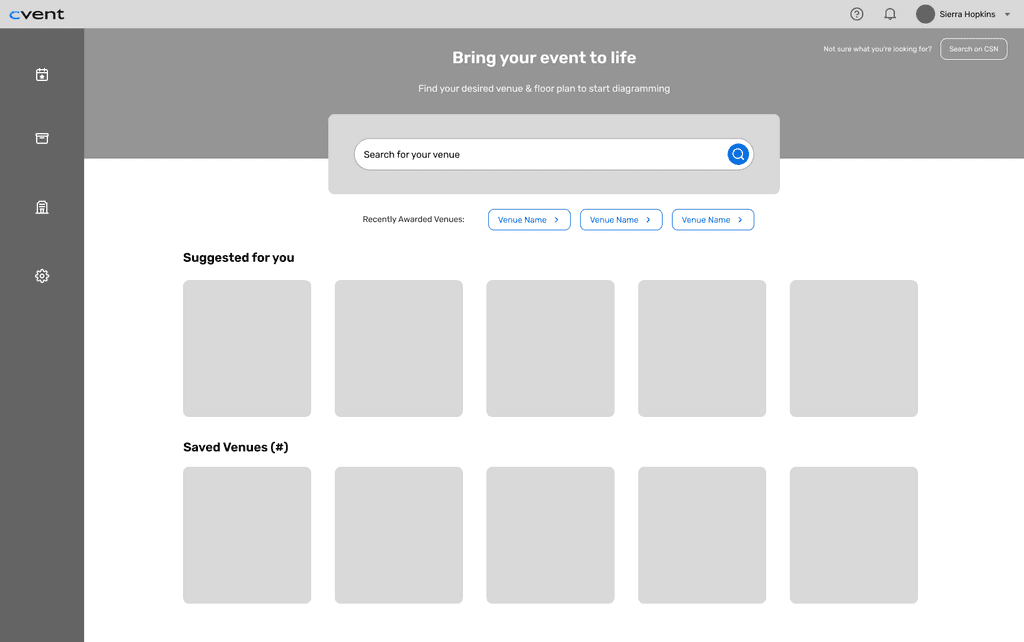 cvent
Sierra Hopkins
Not sure what you're looking for?
Search on CSN
Bring your event to life
Find your desired venue & floor plan to start diagramming
Search for your venue
Recently Awarded Venues:
Venue Name
Venue Name
Venue Name
Suggested for you
Saved Venues (#)